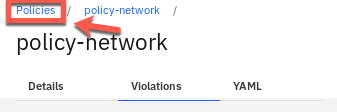 Policies / policy-network /
policy-network
Details Violations YAML